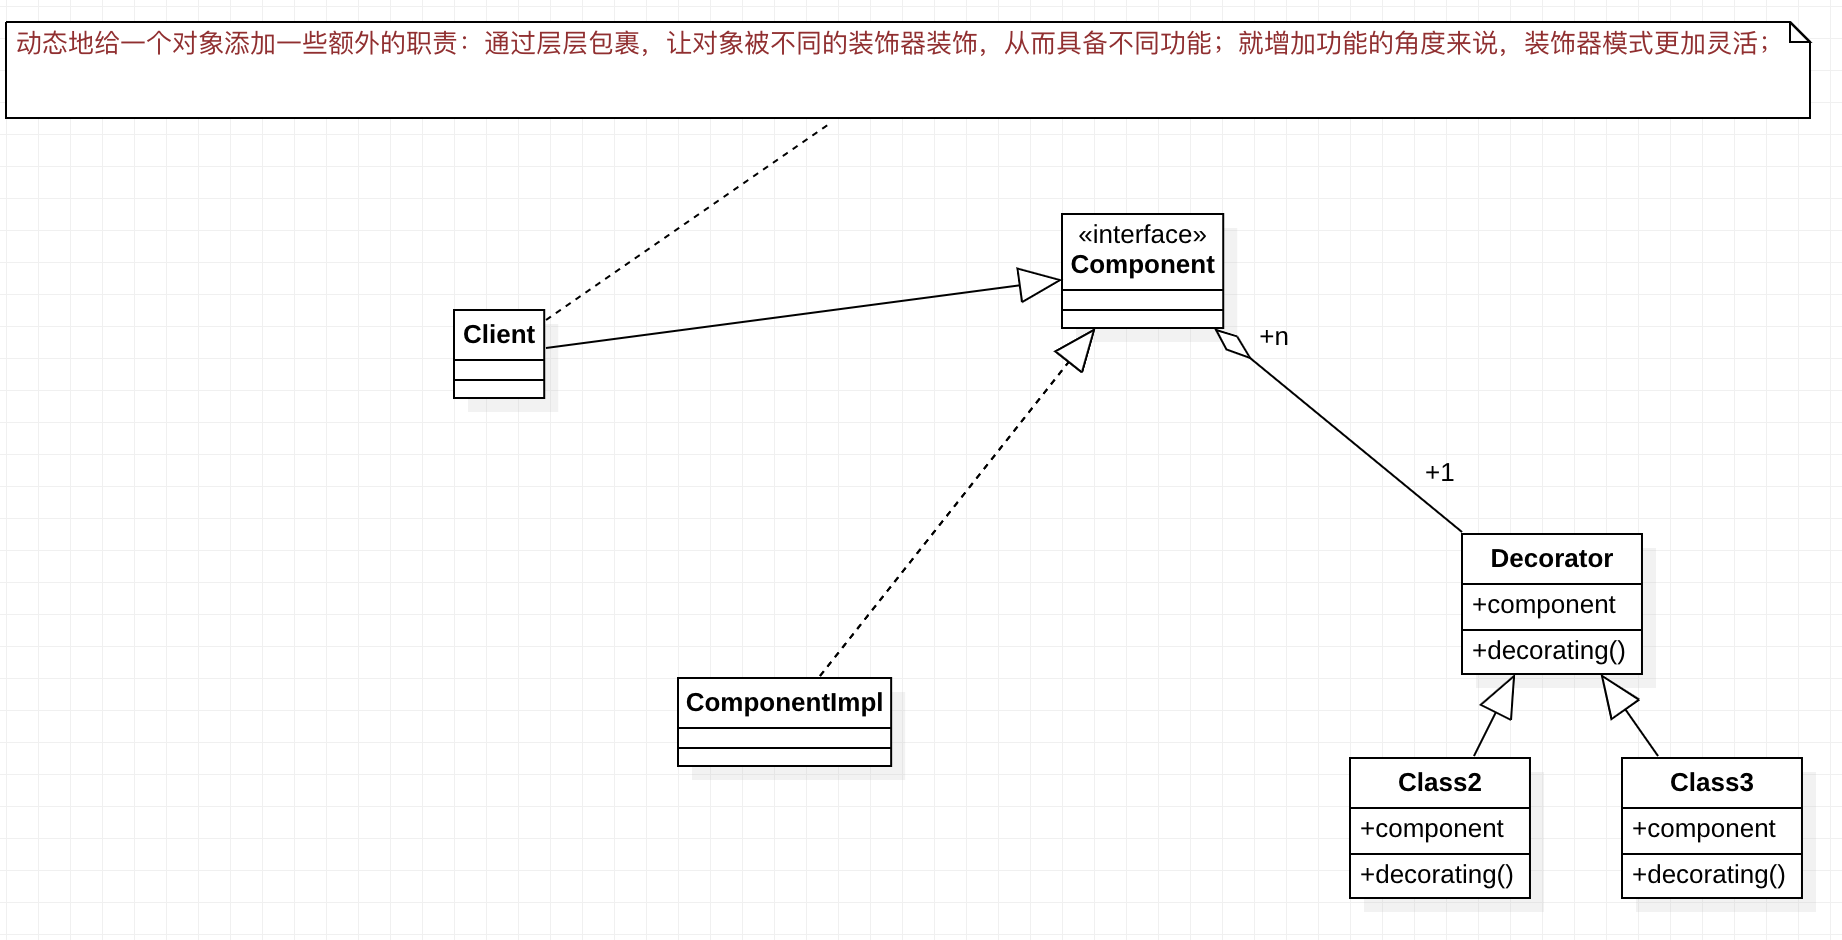 动态地给一个对象添加一些额外的职责：通过层层包裹，让对象被不同的装饰器装饰，从而具备不同功能；就增加功能的角度来说，装饰器模式更加灵活；
«interface»
Component
Client
+n
+1
Decorator
+component
+decorating()
ComponentImpl
Class2
+component
+decorating()
Class3
+component
+decorating()